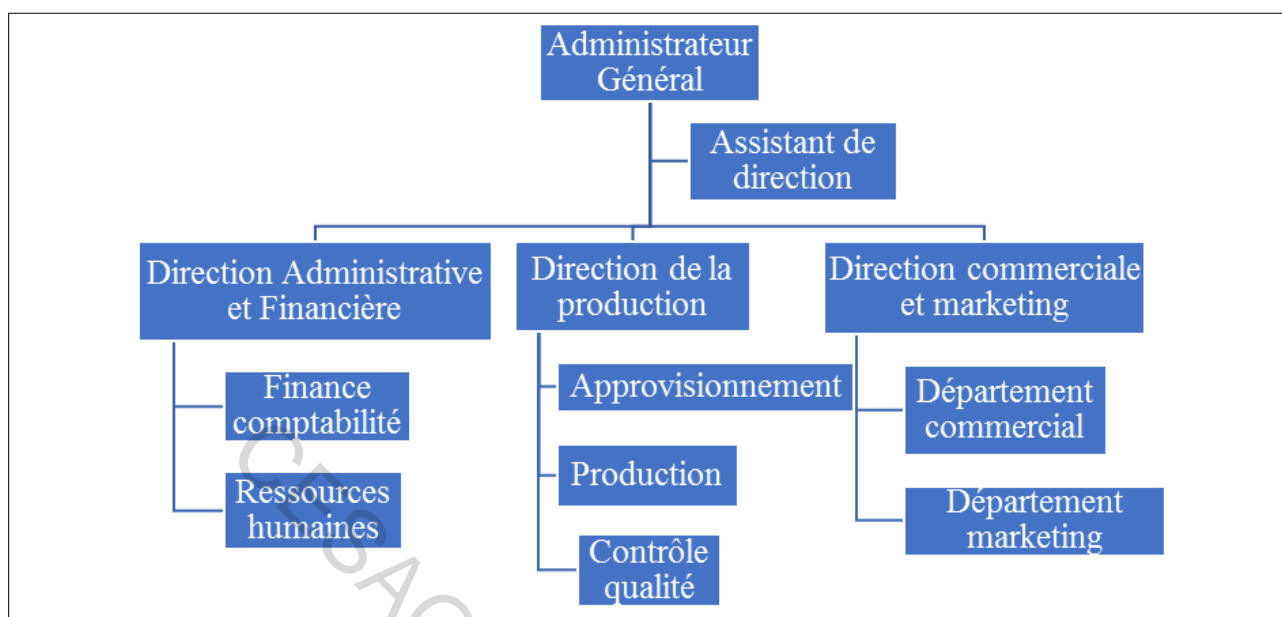 Administrateur
Général
Assistant de
direction
Direction Administrative
et Financière
Finance
comptabilité
Ressources
humaines
Direction de la
production
Approvisionnement
Production
Contrôle
qualité
Direction commerciale
et marketing
Département
commercial
Département
marketing
CESAG